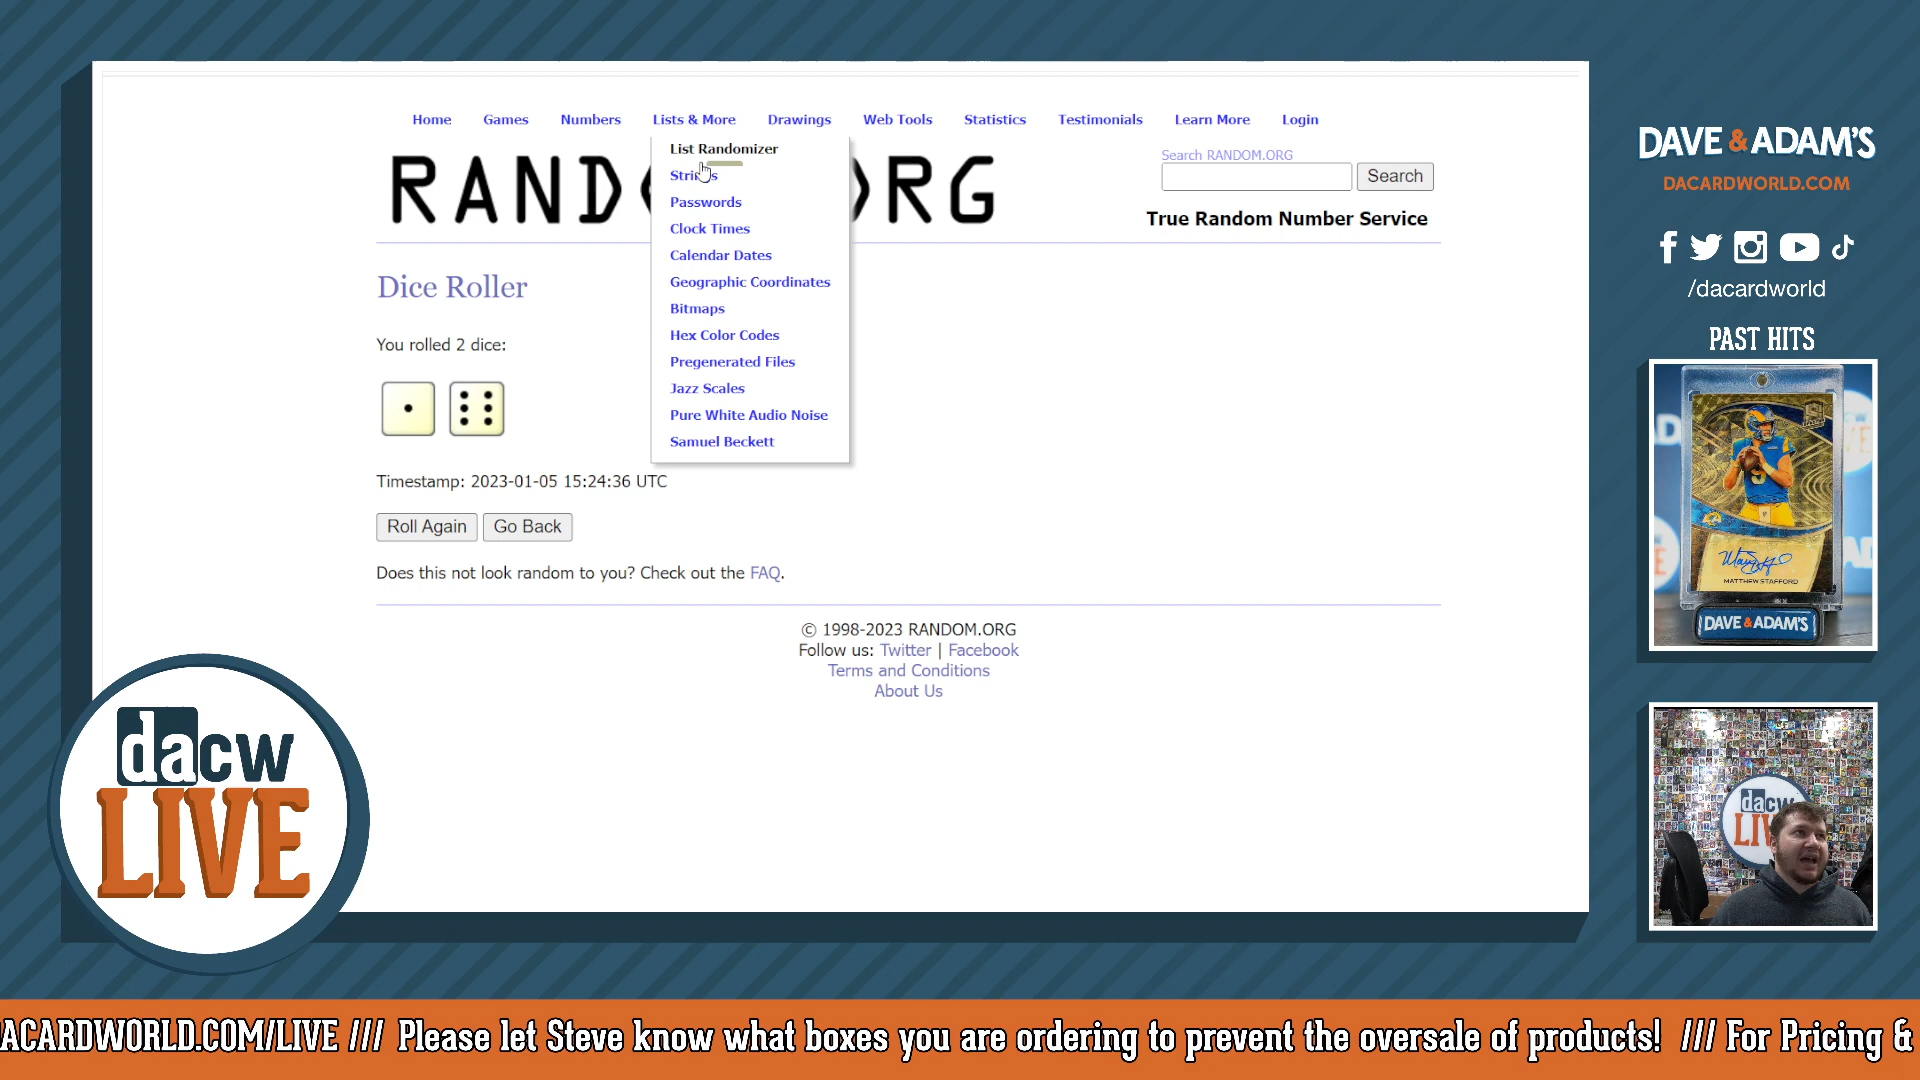 Home Games Numbers Lists & More Drawings Web Tools Statistics Testimonials Learn More Login
List Randomizer
Strings
Passwords
Clock Times
Calendar Dates
Geographic Coordinates
Bitmaps
Hex Color Codes
Pregenerated Files
Jazz Scales
Pure White Audio Noise
Samuel Beckett
RAND RG
Search RANDOM.ORG
Search
True Random Number Service
Dice Roller
You rolled 2 dice:
Timestamp: 2023-01-05 15:24:36 UTC
Roll Again Go Back
Does this not look random to you? Check out the FAQ.
© 1998-2023 RANDOM.ORG
Follow us: Twitter | Facebook
Terms and Conditions
About Us
DAVE & ADAM'S
DACARDWORLD.COM
/dacardworld
PAST HITS
MATTHEW STAFFORD
DAVE & ADAM'S
dacw
LIVE
dacw
LIV
ACARDWORLD.COM/LIVE /// Please let Steve know what boxes you are ordering to prevent the oversale of products! /// For Pricing &